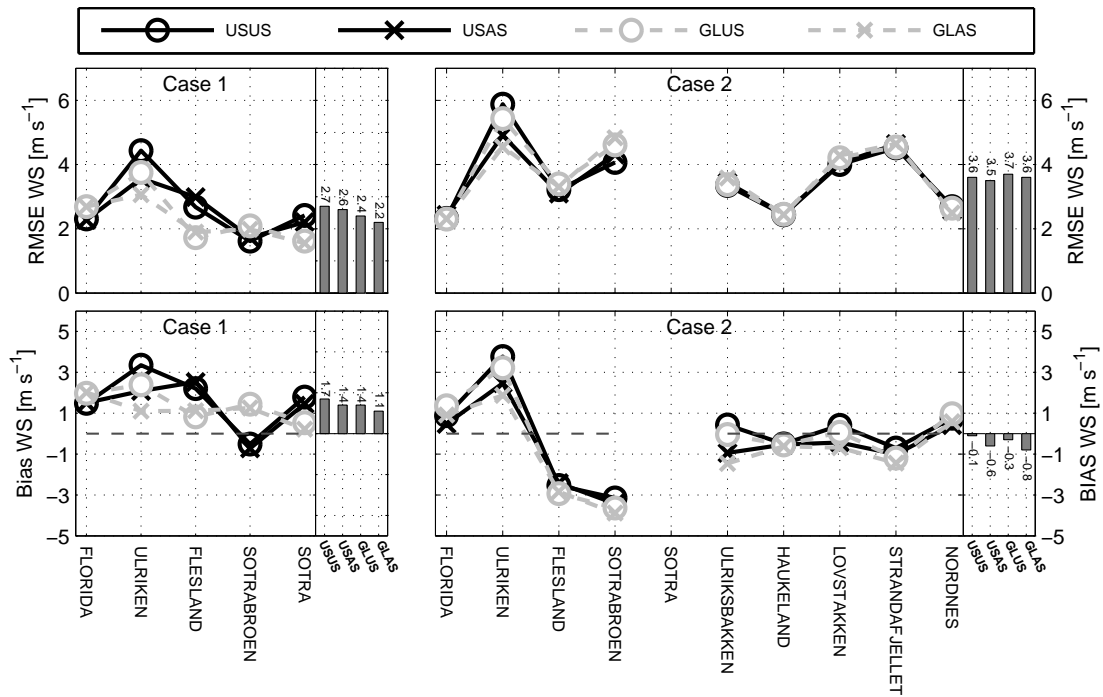 USUS USAS GLUS GLAS
Case 1
Case 2
RMSE WS [m s−1]
6
4
2
0
2.7 2.6 2.4 2.2
3.6 3.5 3.7 3.6
6
4
2
0
RMSE WS [m s−1]
Case 1
Case 2
Bias WS [m s−1]
5
3
1
−1
−3
−5
1.7 1.4 1.4 1.1
−0.1 −0.6 −0.3 −0.8
5
3
1
−1
−3
−5
BIAS WS [m s−1]
FLORIDA
ULRIKEN
FLESLAND
SOTRABROEN
SOTRA
USUS
USAS
GLUS
GLAS
FLORIDA
ULRIKEN
FLESLAND
SOTRABROEN
SOTRA
ULRIKSBAKKEN
HAUKELAND
LOVSTAKKEN
STRANDAFJELLET
NORDNES
USUS
USAS
GLUS
GLAS